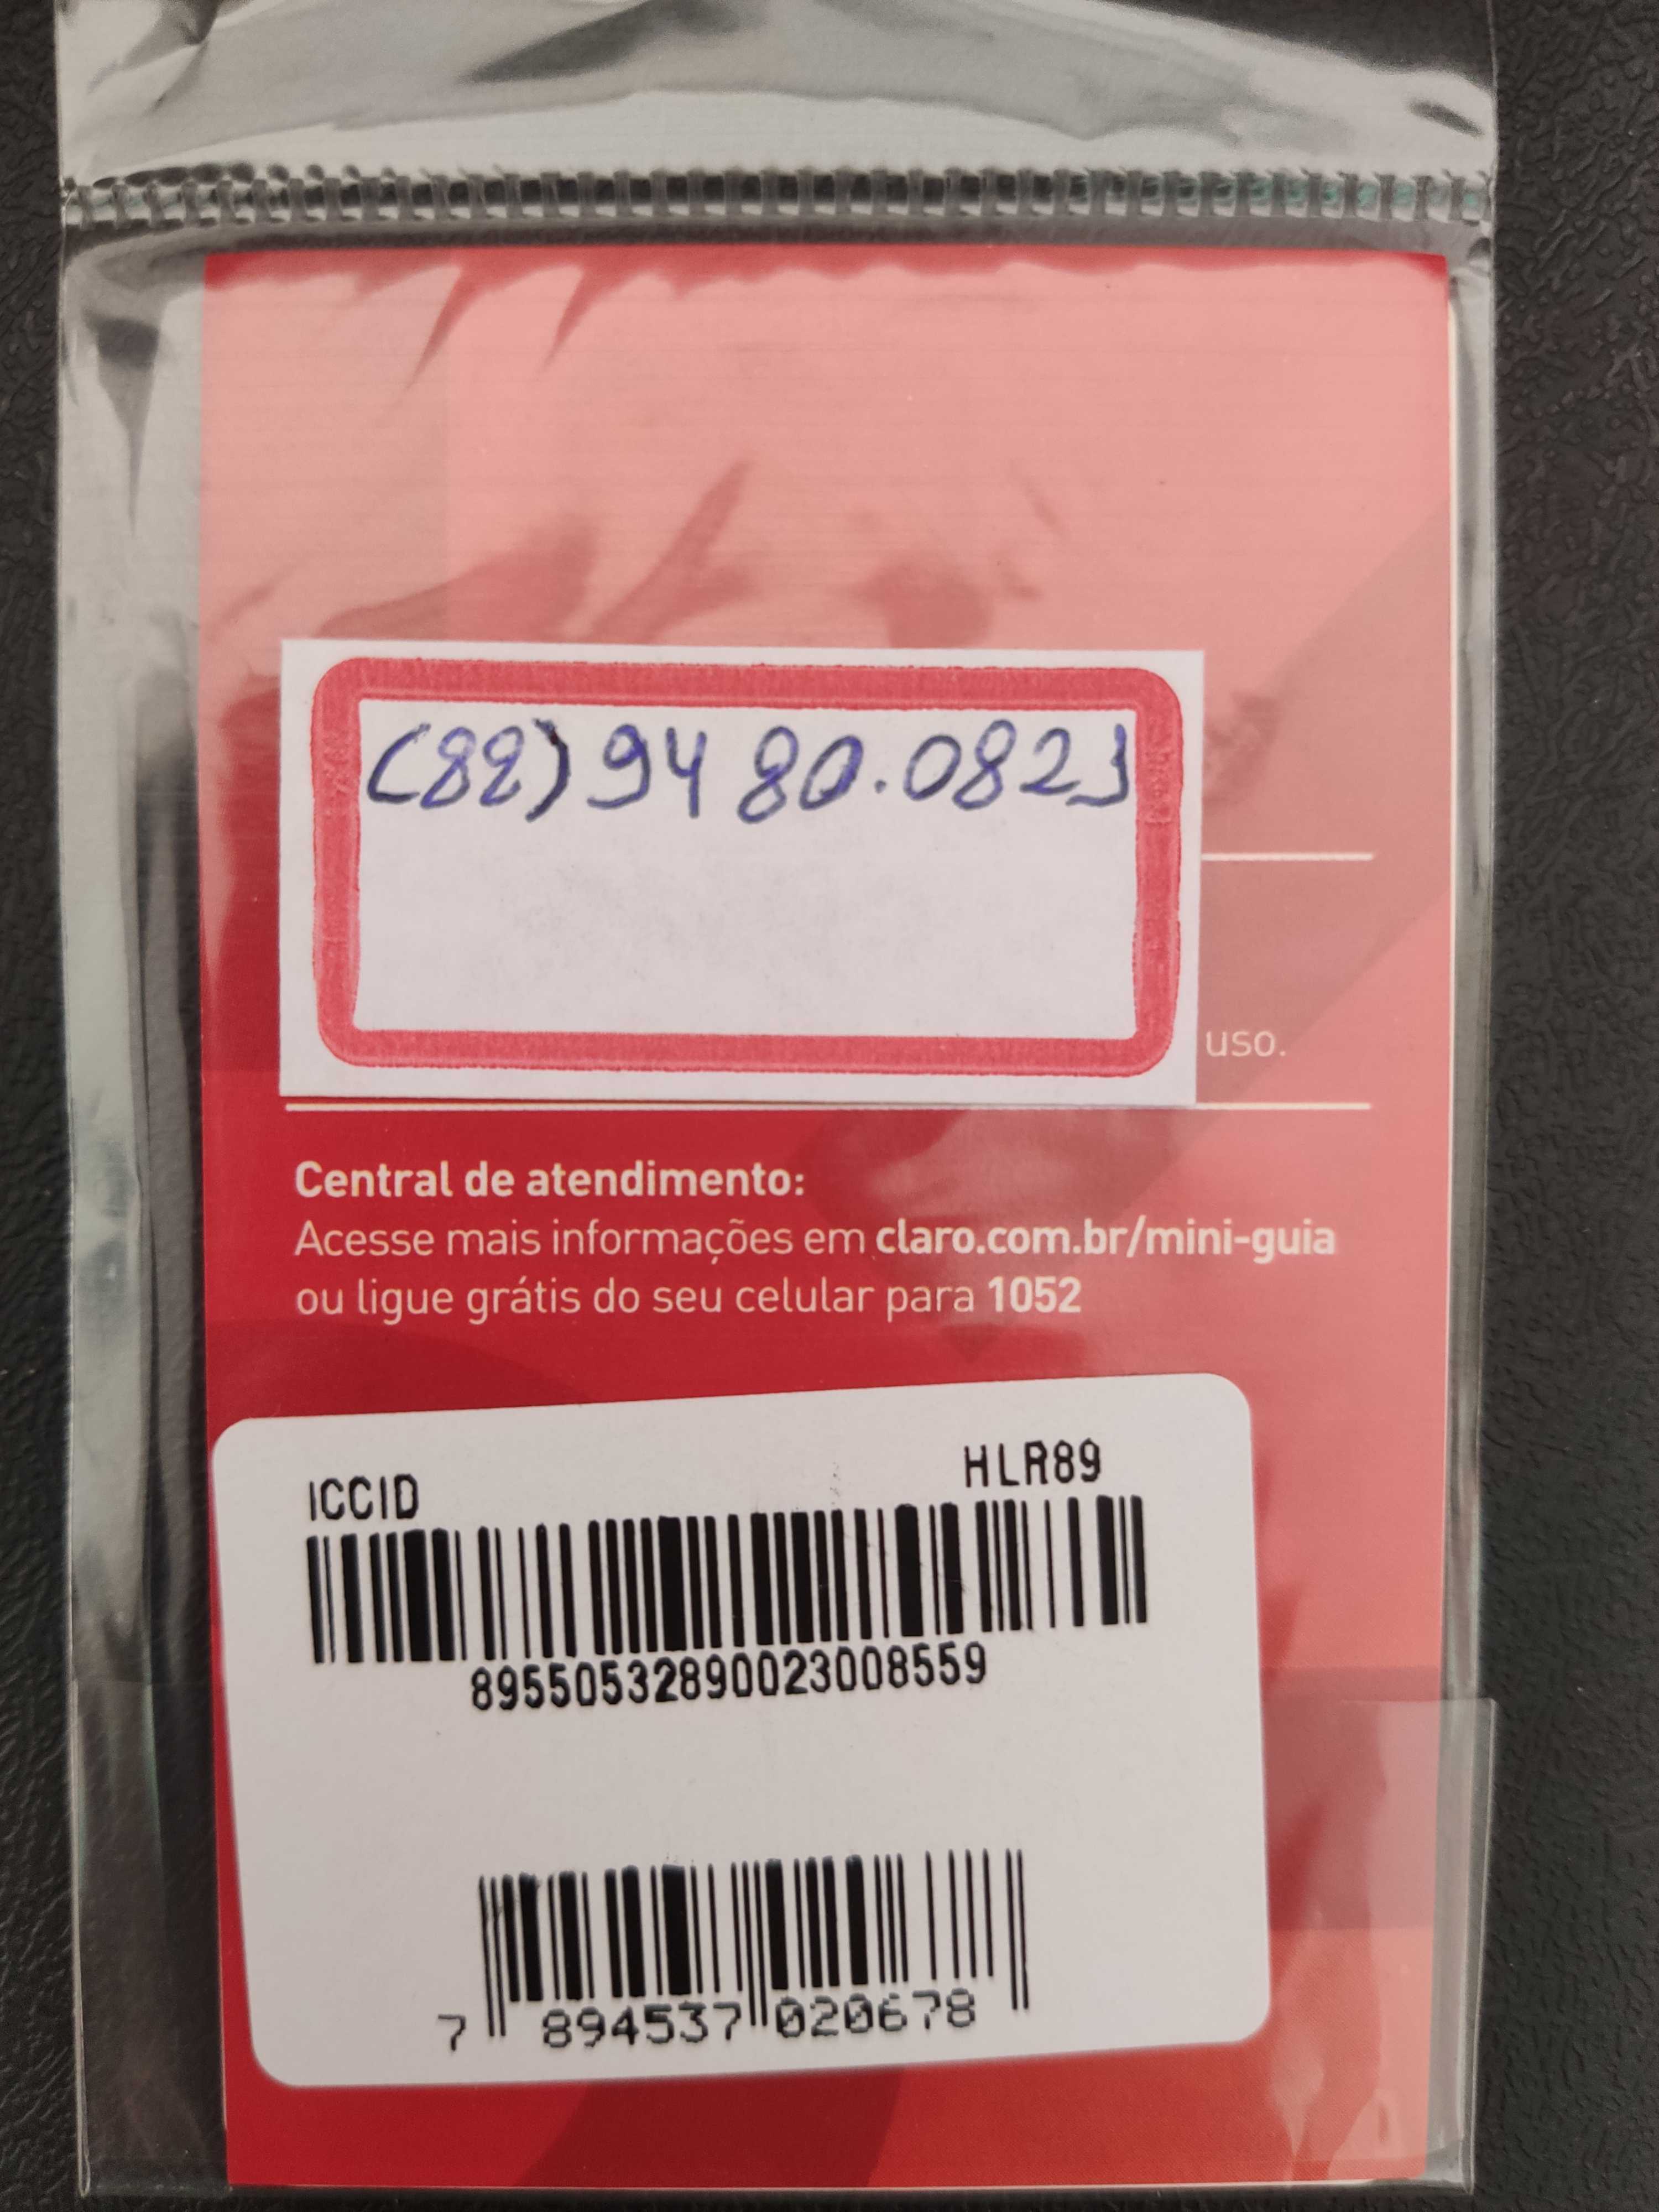 (88) 9480.0821
uso.
Central de atendimento:
Acesse mais informações em claro.com.br/mini-guia
ou ligue grátis do seu celular para 1052
ICCID HLR89
89550532890023008559
7 894537 020678